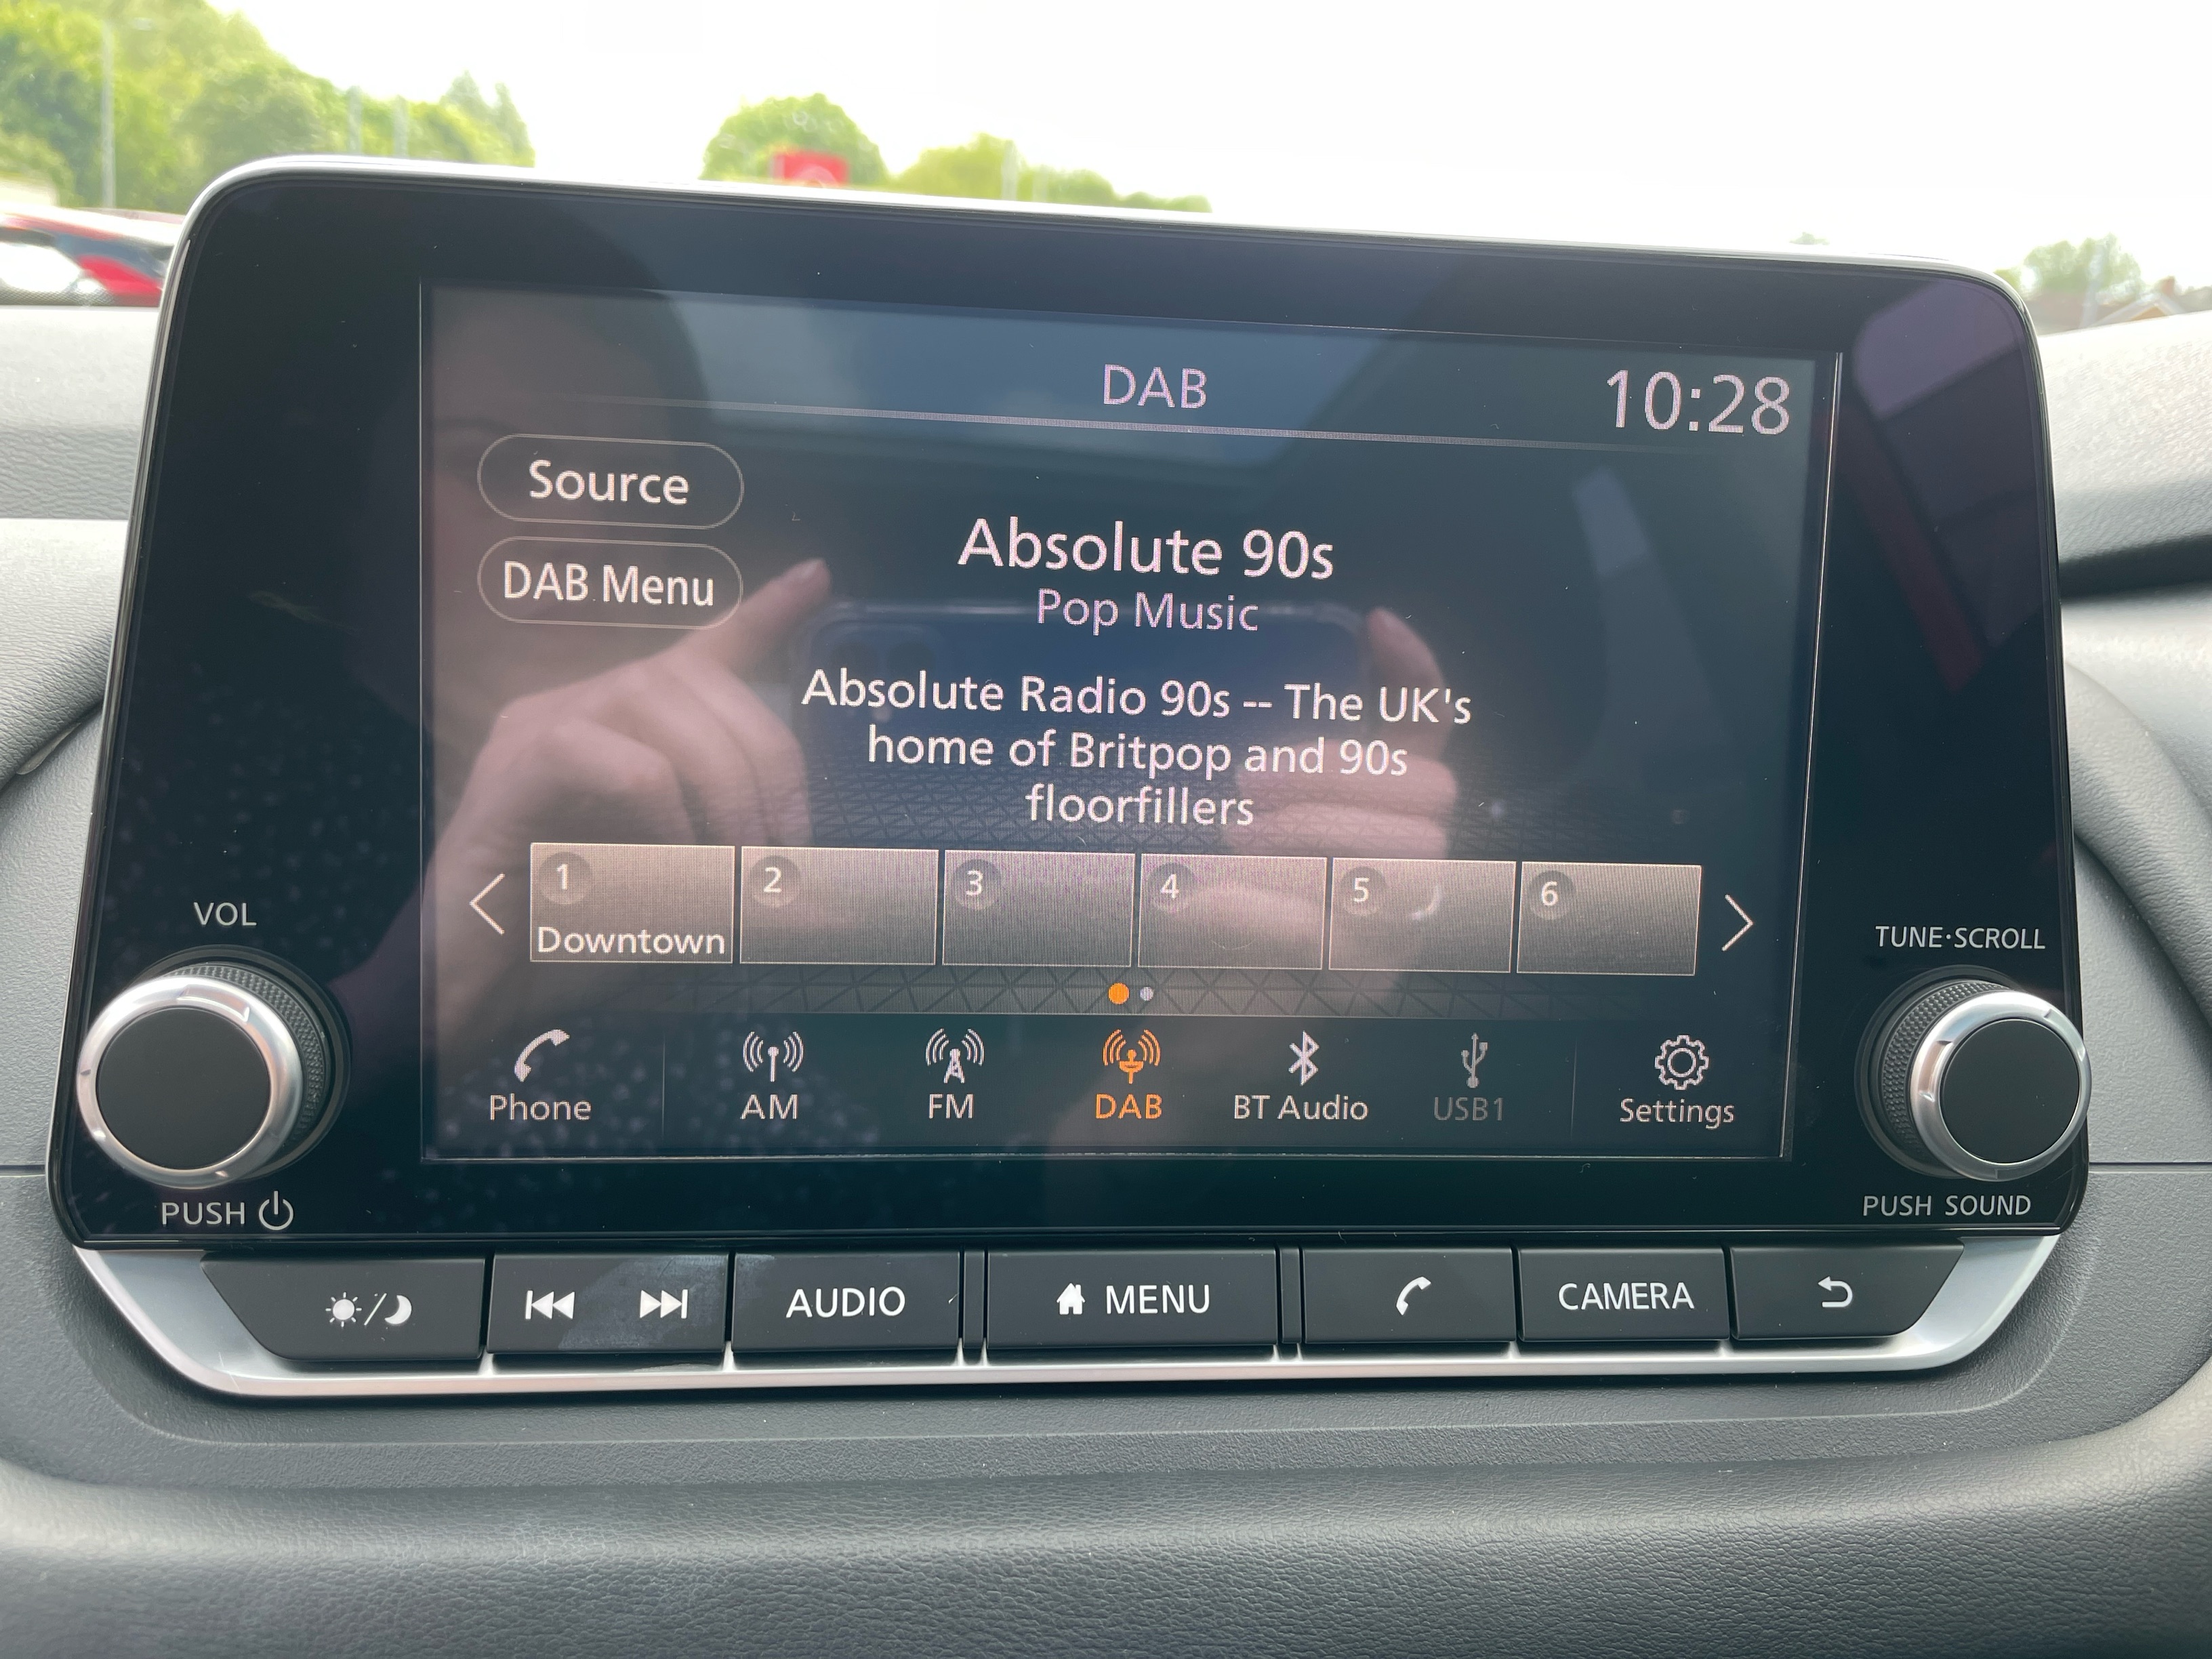 DAB
10:28
Source
DAB Menu
Absolute 90s
Pop Music
Absolute Radio 90s -- The UK's
home of Britpop and 90s
floorfillers
1
Downtown
2
3
4
5
6
Phone
AM
FM
DAB
BT Audio
USB1
Settings
VOL
PUSH
TUNE·SCROLL
PUSH SOUND
AUDIO
MENU
CAMERA